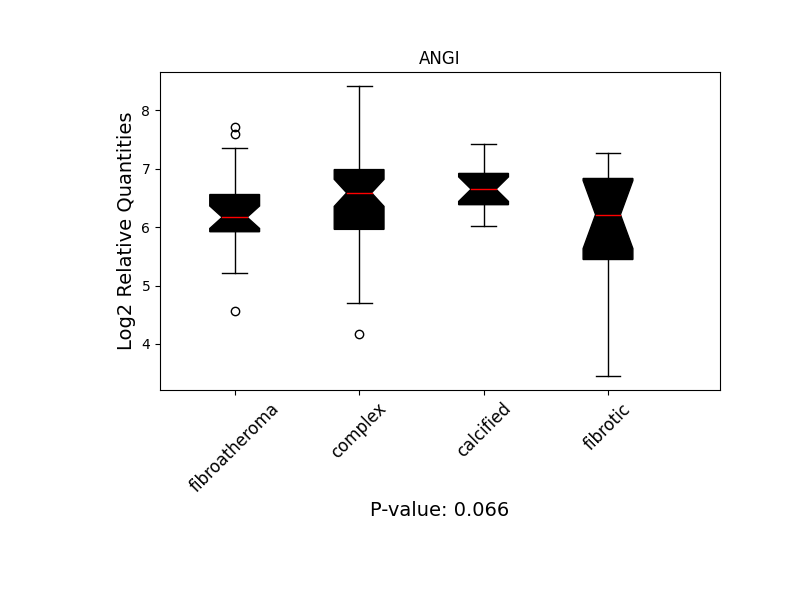 ANGI
Log2 Relative Quantities
8
7
6
5
4
fibroatheroma
complex
calcified
fibrotic
P-value: 0.066